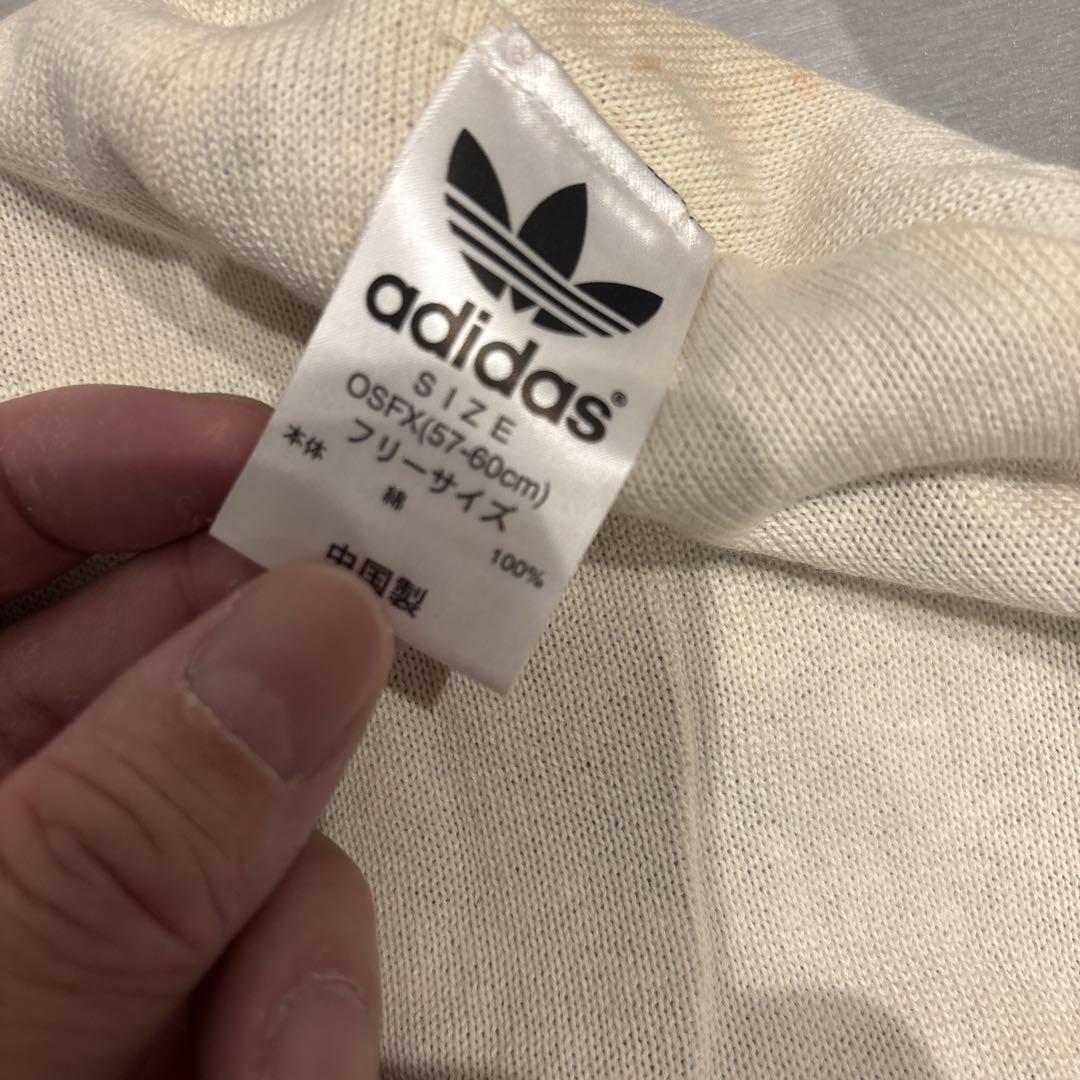 adidas®
SIZE
OSFX(57-60cm)
フリーサイズ
本体
綿 100%
中国製